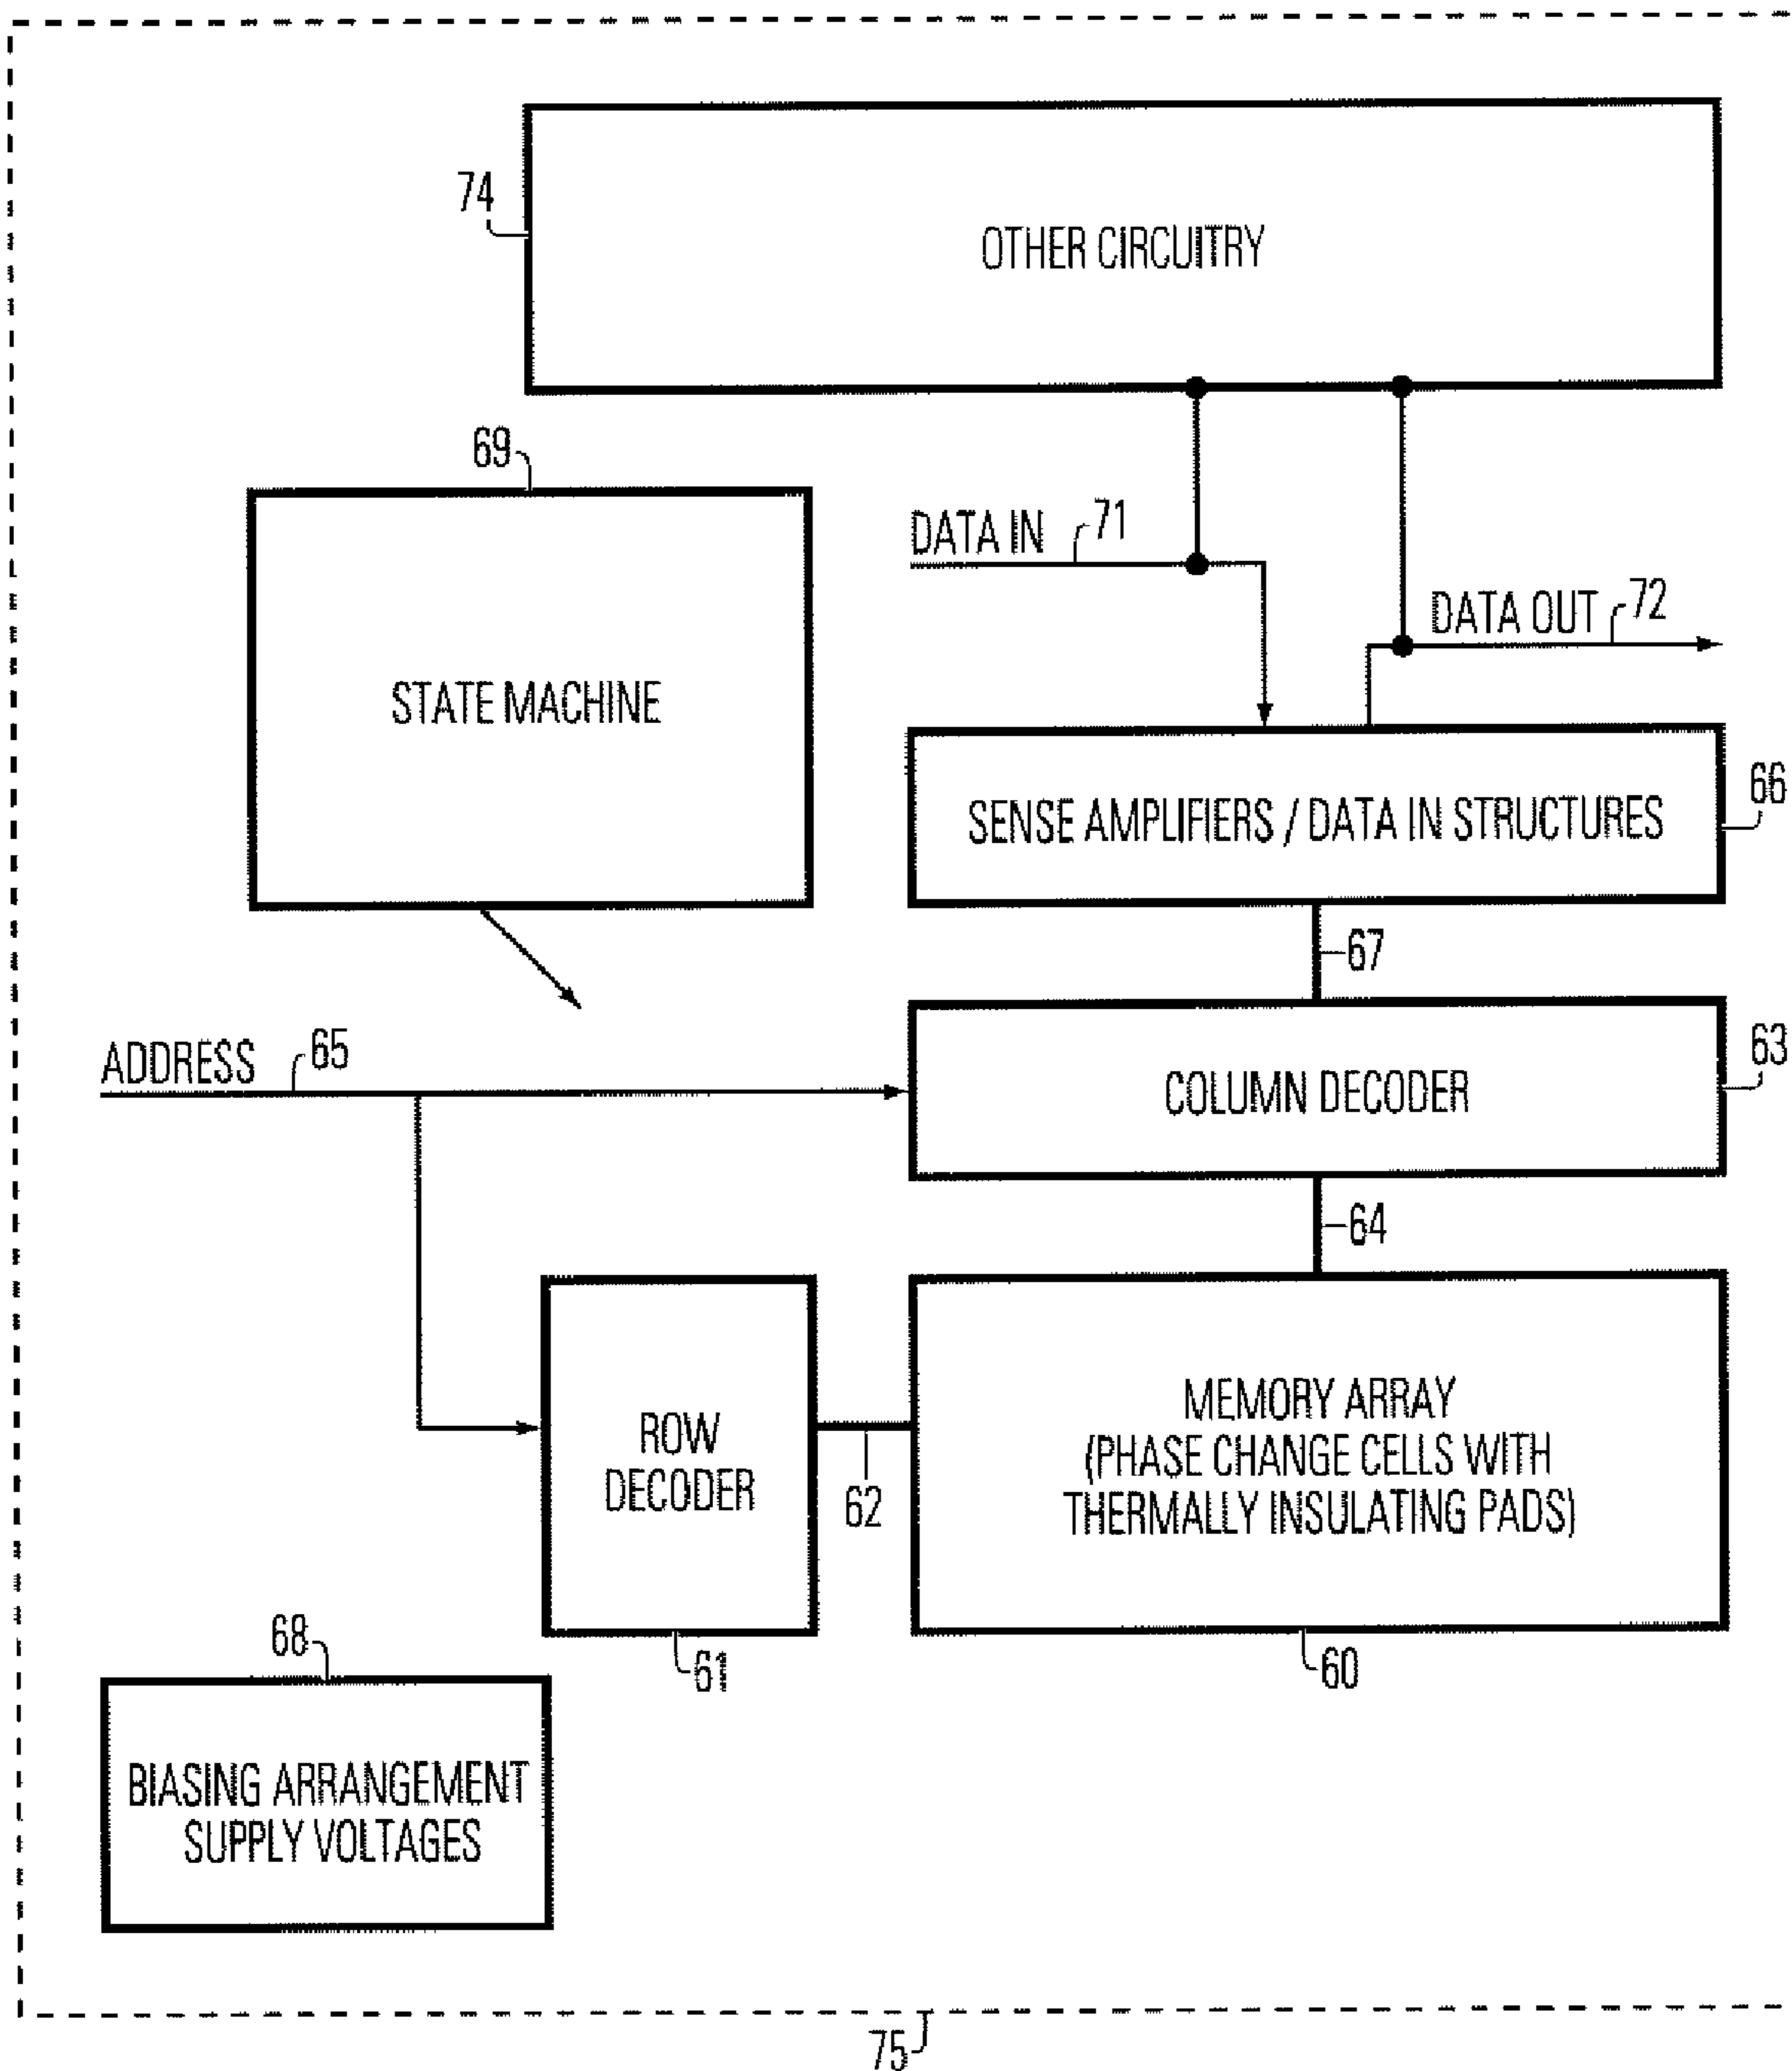 74
OTHER CIRCUITRY
69
STATE MACHINE
DATA IN
71
DATA OUT
72
SENSE AMPLIFIERS / DATA IN STRUCTURES
66
67
ADDRESS
65
COLUMN DECODER
63
64
ROW
DECODER
61
62
MEMORY ARRAY
(PHASE CHANGE CELLS WITH
THERMALLY INSULATING PADS)
60
68
BIASING ARRANGEMENT
SUPPLY VOLTAGES
75